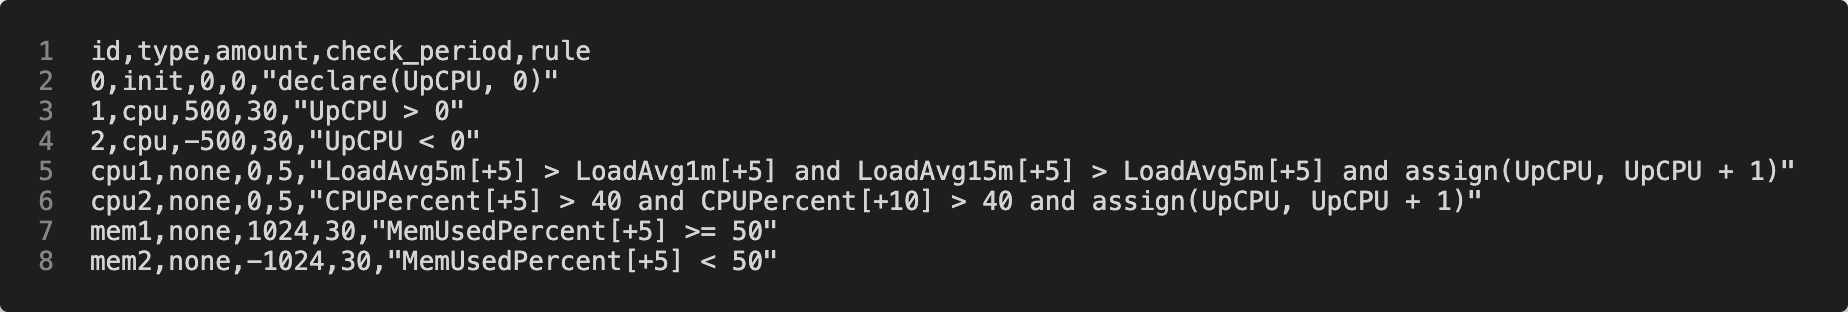 1 id,type,amount,check_period,rule
2 0,init,0,0,"declare(UpCPU, 0)"
3 1,cpu,500,30,"UpCPU > 0"
4 2,cpu,-500,30,"UpCPU < 0"
5 cpu1,none,0,5,"LoadAvg5m[+5] > LoadAvg1m[+5] and LoadAvg15m[+5] > LoadAvg5m[+5] and assign(UpCPU, UpCPU + 1)"
6 cpu2,none,0,5,"CPUPercent[+5] > 40 and CPUPercent[+10] > 40 and assign(UpCPU, UpCPU + 1)"
7 mem1,none,1024,30,"MemUsedPercent[+5] >= 50"
8 mem2,none,-1024,30,"MemUsedPercent[+5] < 50"